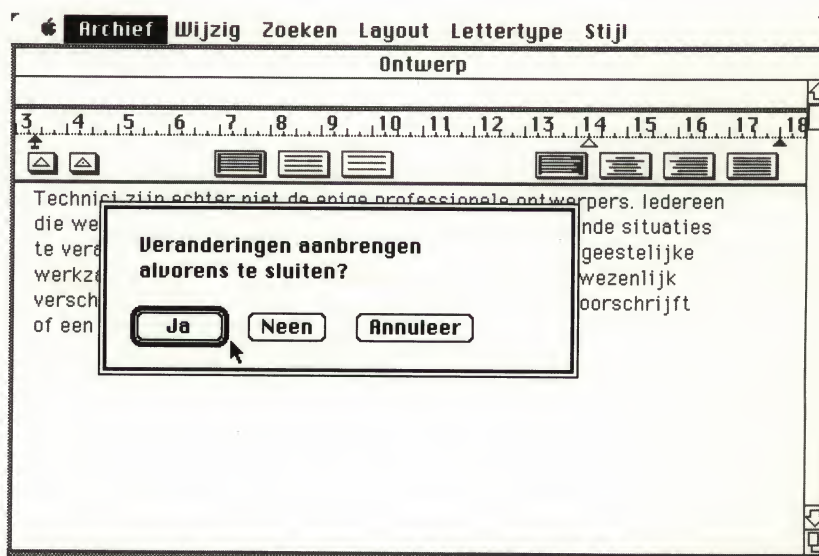 Archief Wijzig Zoeken Layout Lettertype Stijl
Ontwerp
3 4 5 6 7 8 9 10 11 12 13 14 15 16 17 18
Technici zijn echter niet de enige professionele ontwerpers. Iedereen
die we nde situaties
te vera geestelijke
werkza wezenlijk
versch oorschrijft
of een
Veranderingen aanbrengen
alvorens te sluiten?
Ja Neen Annuleer